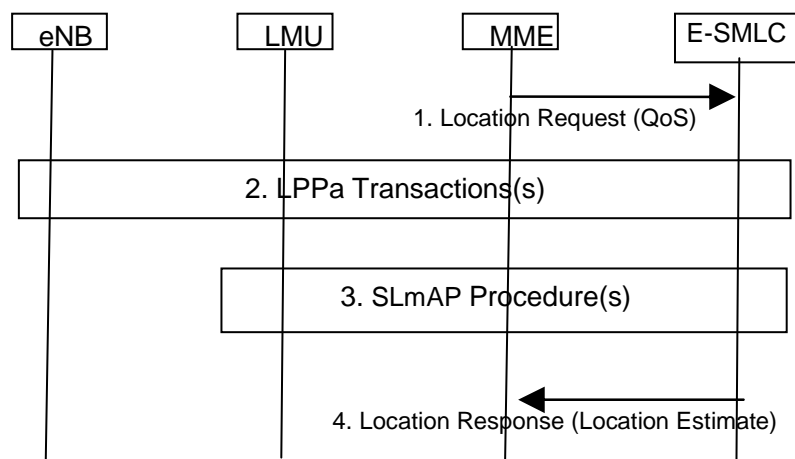 eNB
LMU
MME
E-SMLC
1. Location Request (QoS)
2. LPPa Transactions(s)
3. SLmAP Procedure(s)
4. Location Response (Location Estimate)